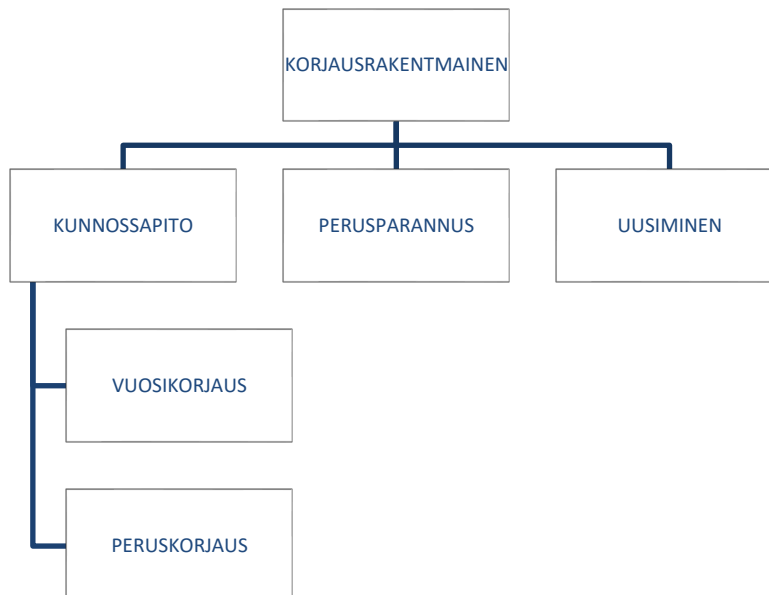 KORJAUSRAKENTMAINEN
KUNNOSSAPITO
PERUSPARANNUS
UUSIMINEN
VUOSIKORJAUS
PERUSKORJAUS